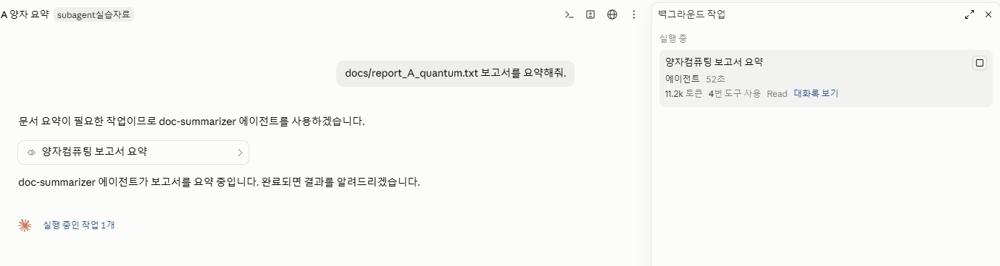 A 양자 요약 subagent실습자료
docs/report_A_quantum.txt 보고서를 요약해줘.
문서 요약이 필요한 작업이므로 doc-summarizer 에이전트를 사용하겠습니다.
양자컴퓨팅 보고서 요약
doc-summarizer 에이전트가 보고서를 요약 중입니다. 완료되면 결과를 알려드리겠습니다.
실행 중인 작업 1개
백그라운드 작업
실행 중
양자컴퓨팅 보고서 요약
에이전트 52초
11.2k 토큰 4번 도구 사용 Read 대화록 보기